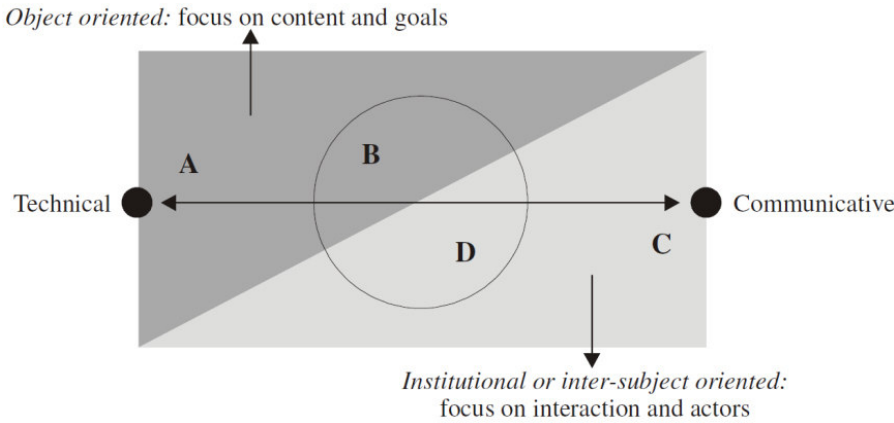 Object oriented: focus on content and goals
A
B
Technical
Communicative
D
C
Institutional or inter-subject oriented:
focus on interaction and actors